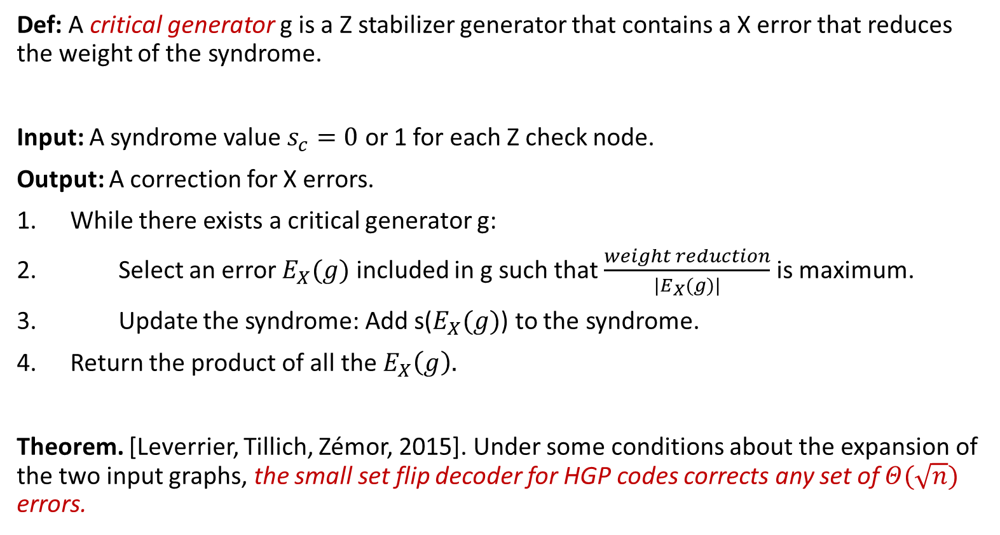 Def: A critical generator g is a Z stabilizer generator that contains a X error that reduces
the weight of the syndrome.
Input: A syndrome value $s_c = 0$ or 1 for each Z check node.
Output: A correction for X errors.
1. While there exists a critical generator g:
2. Select an error $E_X(g)$ included in g such that $\frac{weight\ reduction}{|E_X(g)|}$ is maximum.
3. Update the syndrome: Add s($E_X(g)$) to the syndrome.
4. Return the product of all the $E_X(g)$.
Theorem. [Leverrier, Tillich, Zémor, 2015]. Under some conditions about the expansion of
the two input graphs, the small set flip decoder for HGP codes corrects any set of $\Theta(\sqrt{n})$
errors.